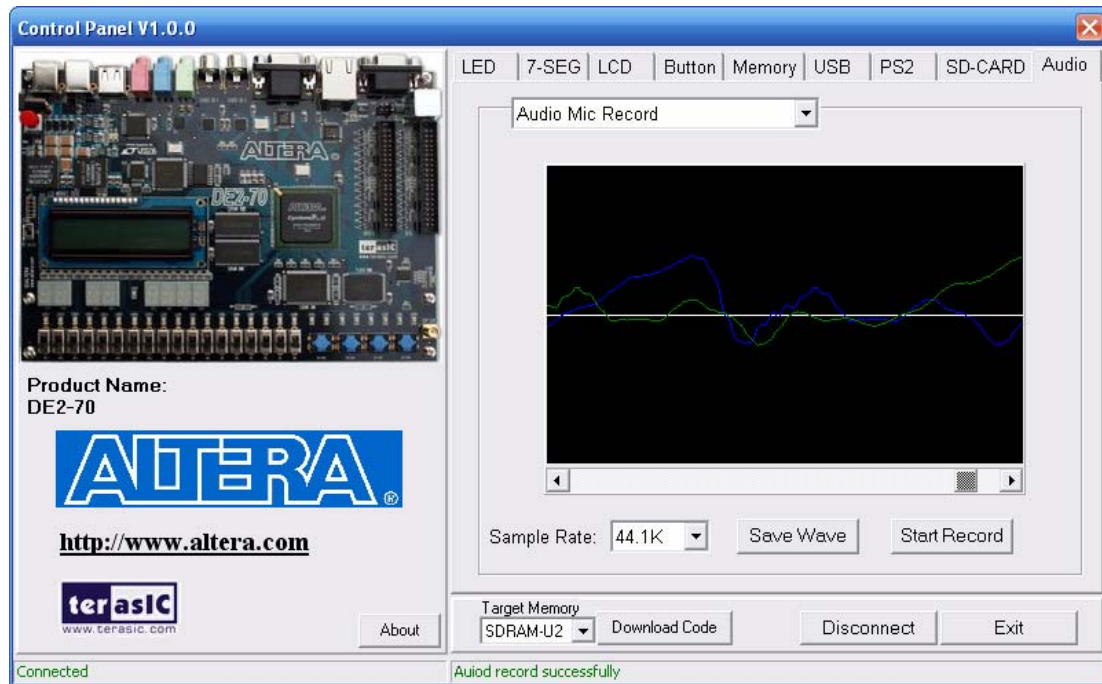 Control Panel V1.0.0
LED 7-SEG LCD Button Memory USB PS2 SD-CARD Audio
Audio Mic Record
ALTERA
DE2-70
ALTERA
terasIC
Product Name:
DE2-70
ALTERA®
http://www.altera.com
terasIC
www.terasic.com
About
Sample Rate: 44.1K Save Wave Start Record
Target Memory
SDRAM-U2 Download Code Disconnect Exit
Connected
Auiod record successfully